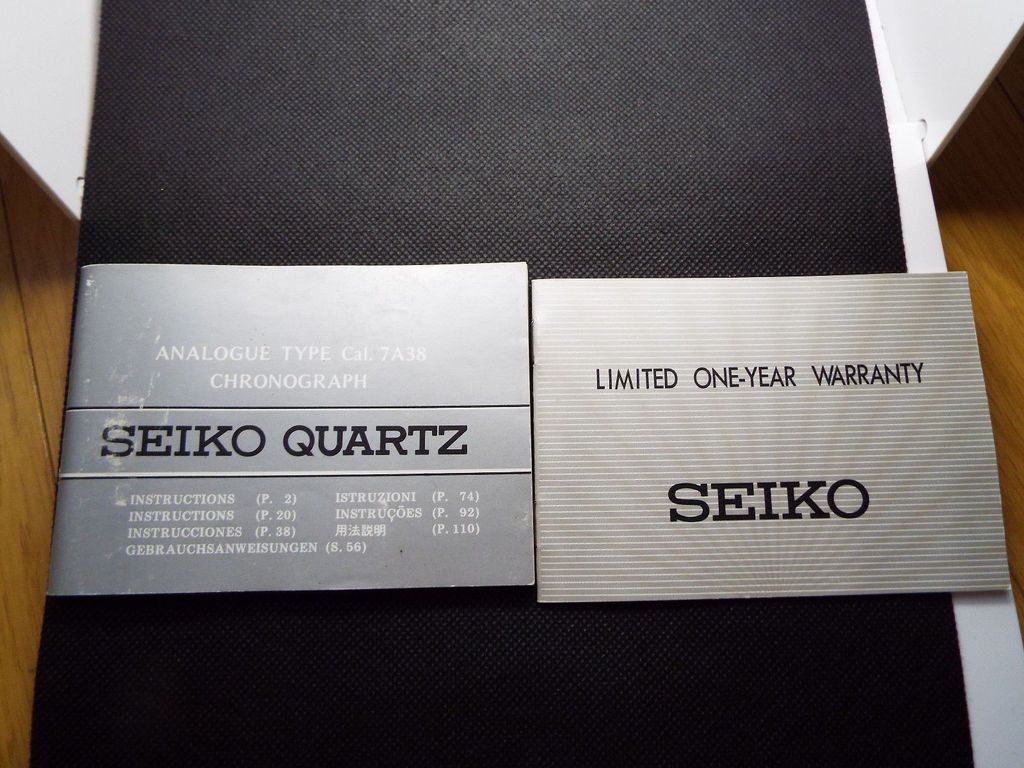 ANALOGUE TYPE Cal. 7A38
CHRONOGRAPH
SEIKO QUARTZ
INSTRUCTIONS (P. 2)
INSTRUCTIONS (P. 20)
INSTRUCCIONES (P. 38)
GEBRAUCHSANWEISUNGEN (S. 56)
ISTRUZIONI (P. 74)
INSTRUÇÕES (P. 92)
用法説明 (P. 110)
LIMITED ONE-YEAR WARRANTY
SEIKO